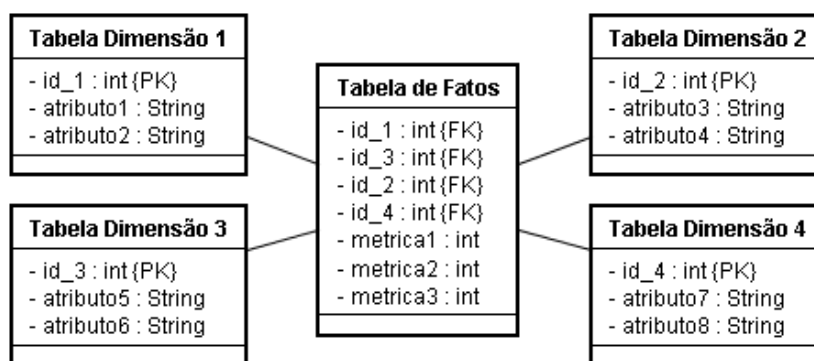 Tabela Dimensão 1
- id_1 : int {PK}
- atributo1 : String
- atributo2 : String
Tabela Dimensão 2
- id_2 : int {PK}
- atributo3 : String
- atributo4 : String
Tabela de Fatos
- id_1 : int {FK}
- id_3 : int {FK}
- id_2 : int {FK}
- id_4 : int {FK}
- metrica1 : int
- metrica2 : int
- metrica3 : int
Tabela Dimensão 3
- id_3 : int {PK}
- atributo5 : String
- atributo6 : String
Tabela Dimensão 4
- id_4 : int {PK}
- atributo7 : String
- atributo8 : String